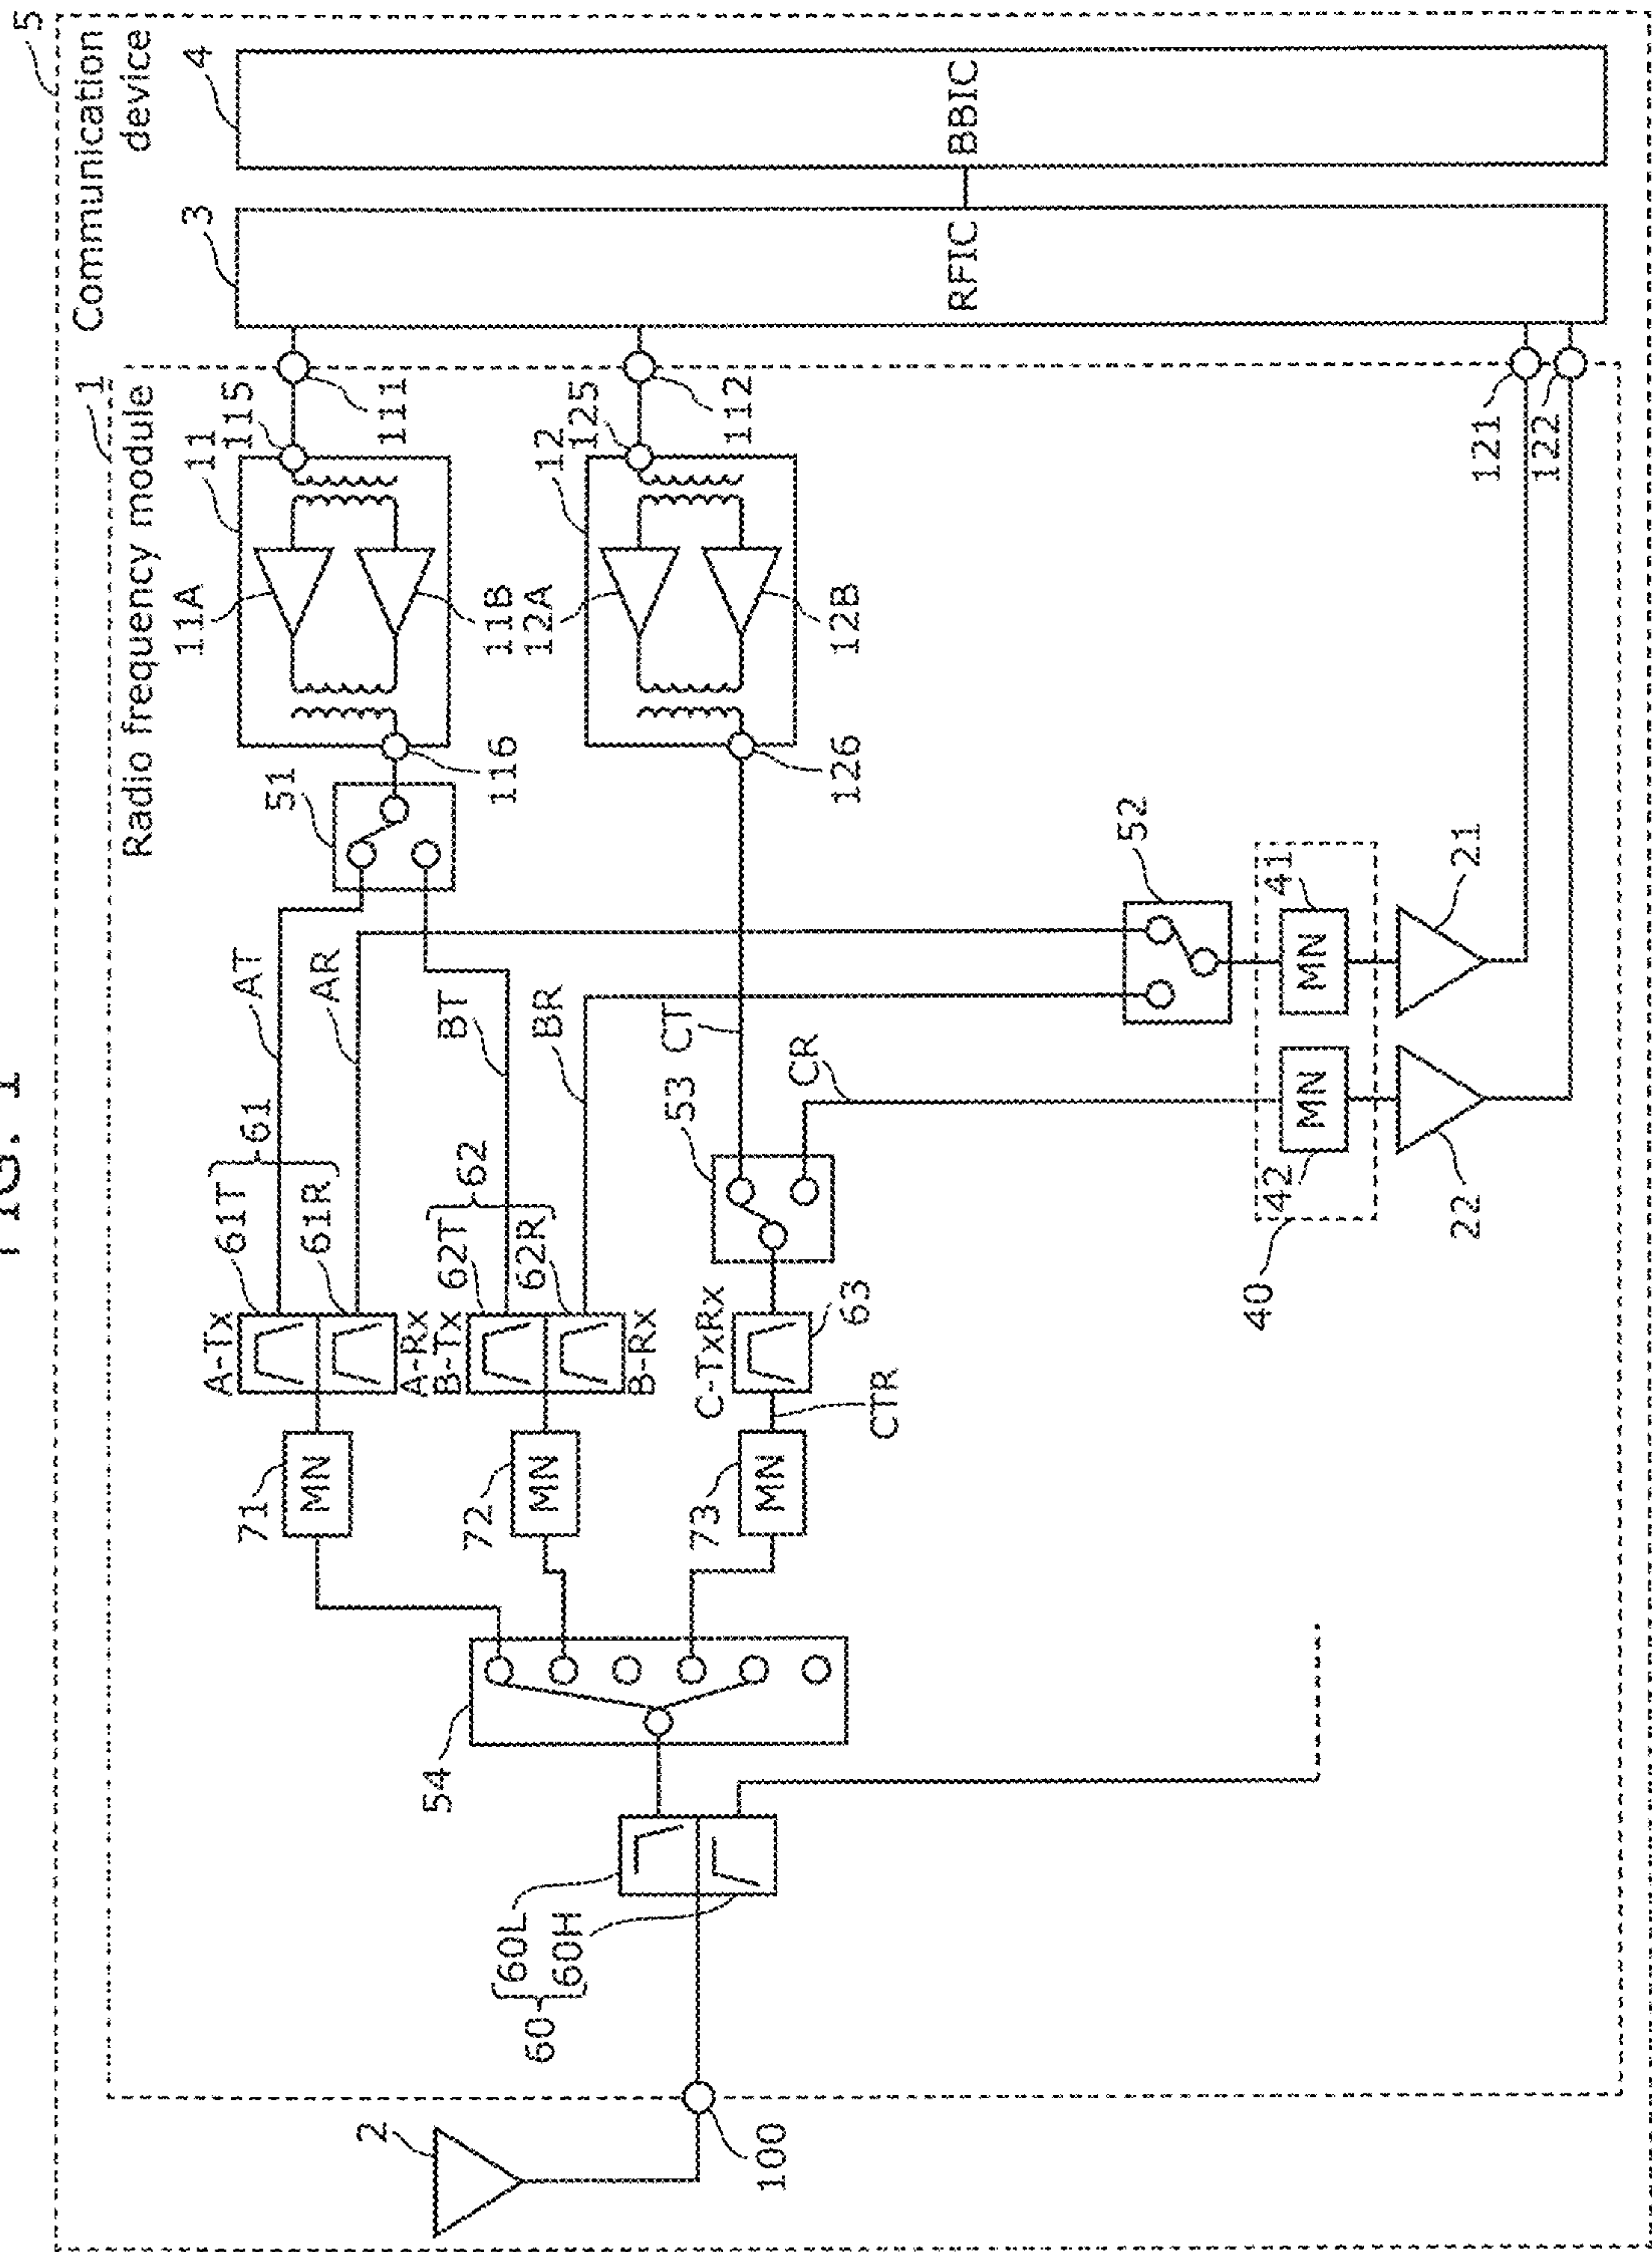 FIG. 1
5
Communication
device
1
Radio frequency module
4
BBIC
3
RFIC
11
115
111
11A
11B
116
51
12
125
112
12A
12B
126
AT
AR
BT
BR
CT
CR
61
61T
61R
A-Tx
A-Rx
62
62T
62R
B-Tx
B-Rx
53
C-TxRx
63
CTR
71
MN
72
MN
73
MN
54
52
41
MN
42
MN
40
21
22
121
122
60L
60H
60
2
100